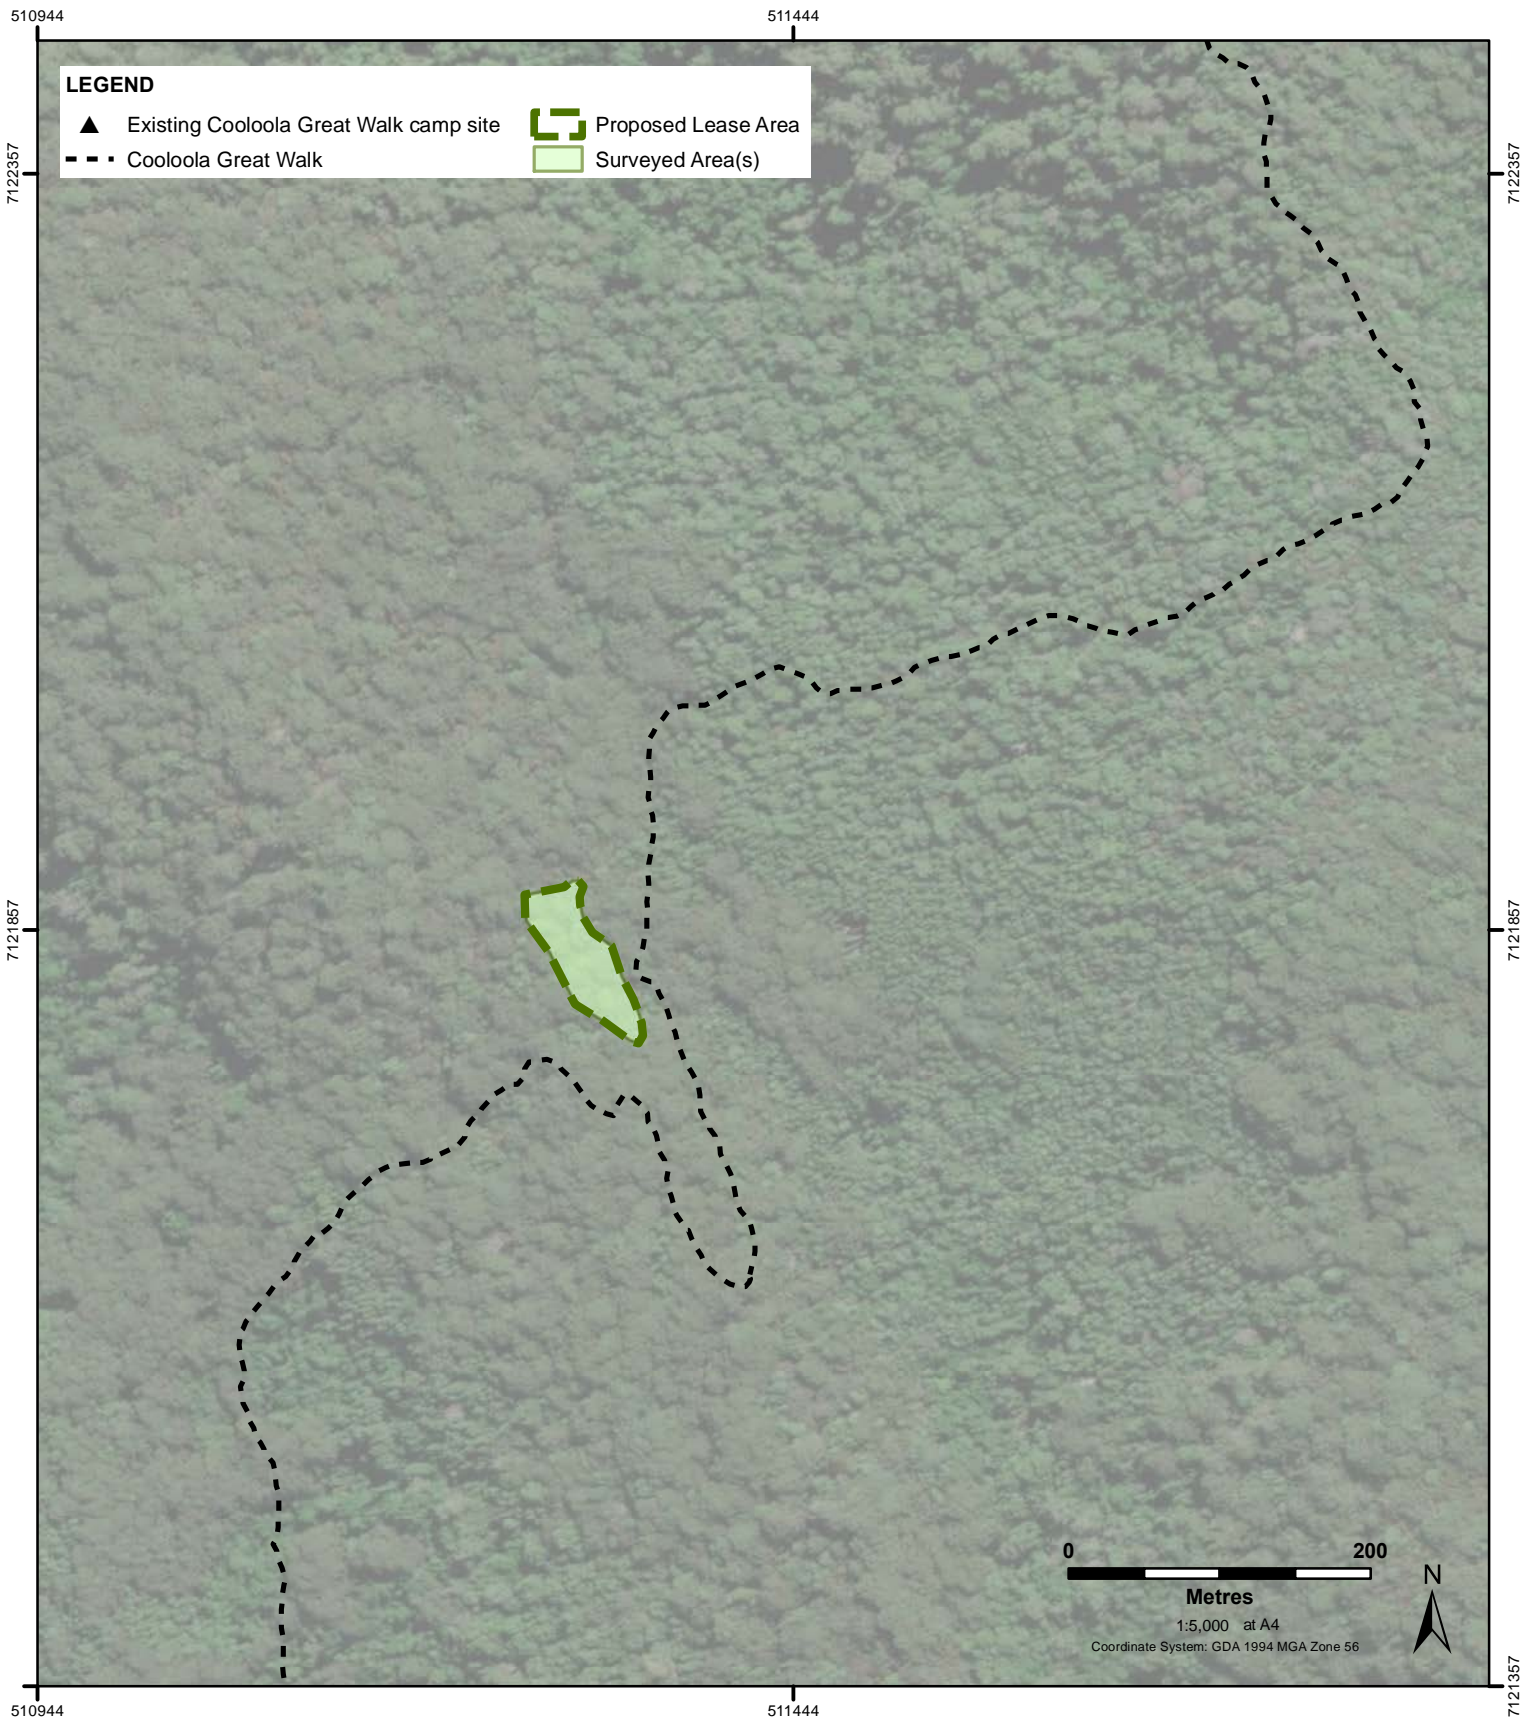 510944
511444
LEGEND
Existing Cooloola Great Walk camp site
Proposed Lease Area
Cooloola Great Walk
Surveyed Area(s)
7122357
7122357
7121857
7121857
0 200
Metres
1:5,000 at A4
Coordinate System: GDA 1994 MGA Zone 56
N
7121357
510944
511444